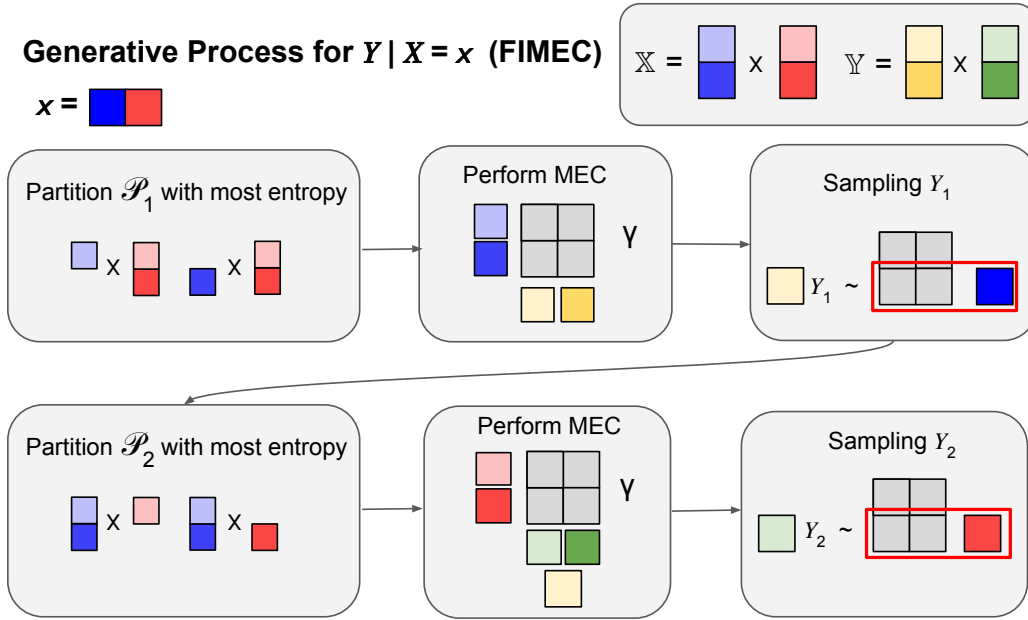 Generative Process for Y | X = x (FIMEC)
𝕏 = X 𝕐 = X
x =
Partition 𝒫1 with most entropy
X X
Perform MEC
γ
Sampling Y1
Y1 ~
Partition 𝒫2 with most entropy
X X
Perform MEC
γ
Sampling Y2
Y2 ~